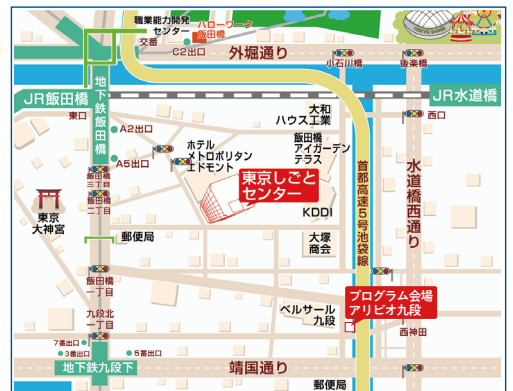 職業能力開発
センター
ハローワーク
飯田橋
交番
C2出口
外堀通り
TOKYO DOME
小石川橋
後楽橋
JR飯田橋
地下鉄飯田橋
JR水道橋
東口
西口
A2出口
大和
ハウス工業
ホテル
メトロポリタン
エドモント
飯田橋
アイガーデン
テラス
A5出口
飯田橋
三丁目
東京しごと
センター
首都高速5号池袋線
水道橋西通り
飯田橋
二丁目
KDDI
東京
大神宮
郵便局
大塚
商会
飯田橋
一丁目
プログラム会場
アリビオ九段
ベルサール
九段
九段北
一丁目
西神田
7番出口
3番出口
5番出口
地下鉄九段下
靖国通り
郵便局